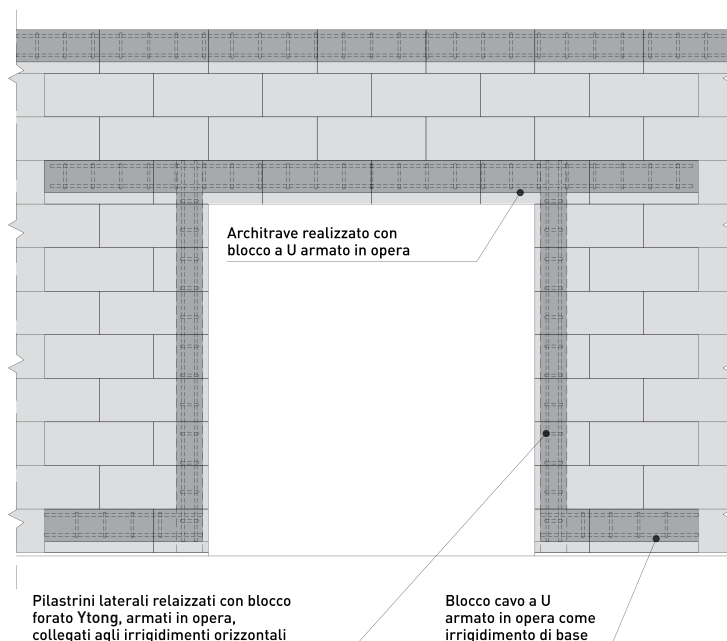 Architrave realizzato con
blocco a U armato in opera
Pilastrini laterali relaizzati con blocco
forato Ytong, armati in opera,
collegati agli irrigidimenti orizzontali
Blocco cavo a U
armato in opera come
irrigidimento di base